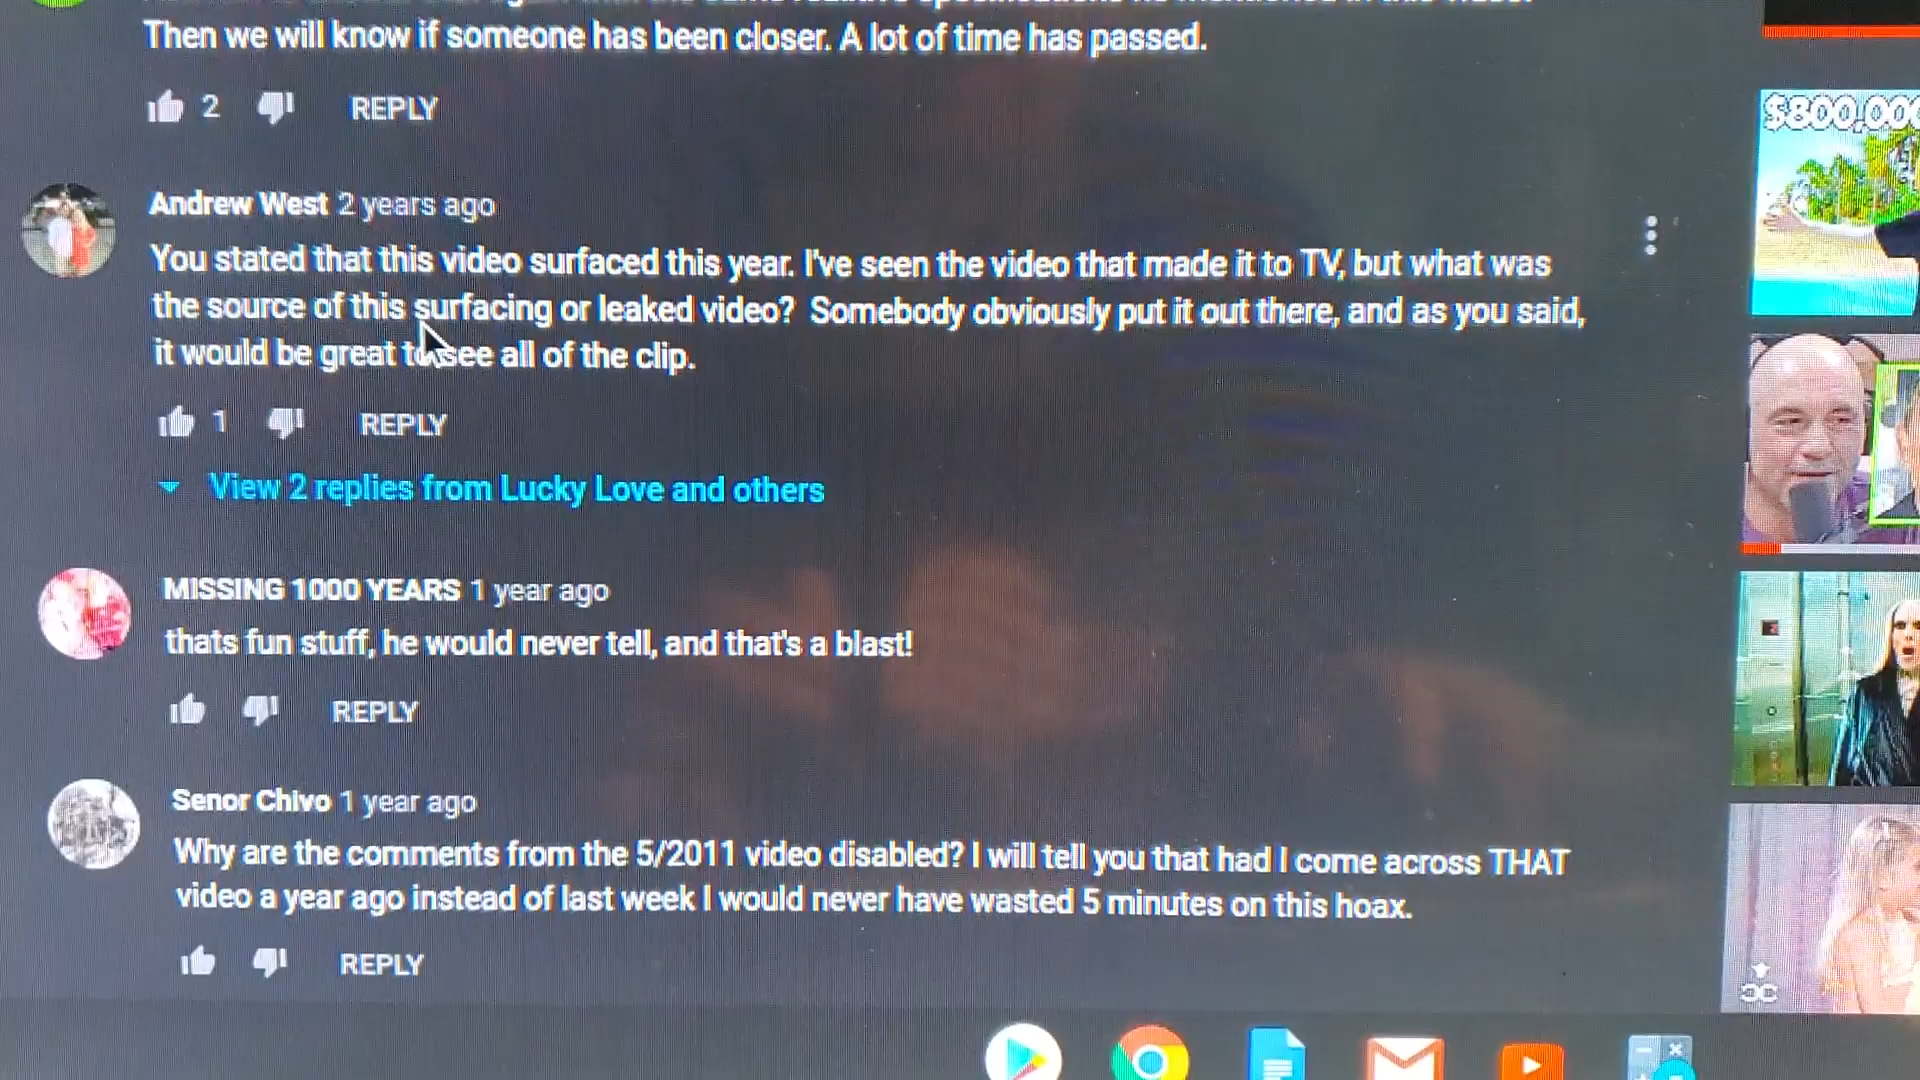 Then we will know if someone has been closer. A lot of time has passed.
2 REPLY
Andrew West 2 years ago
You stated that this video surfaced this year. I've seen the video that made it to TV, but what was
the source of this surfacing or leaked video? Somebody obviously put it out there, and as you said,
it would be great to see all of the clip.
1 REPLY
View 2 replies from Lucky Love and others
MISSING 1000 YEARS 1 year ago
thats fun stuff, he would never tell, and that's a blast!
REPLY
Senor Chivo 1 year ago
Why are the comments from the 5/2011 video disabled? I will tell you that had I come across THAT
video a year ago instead of last week I would never have wasted 5 minutes on this hoax.
REPLY
$800,000